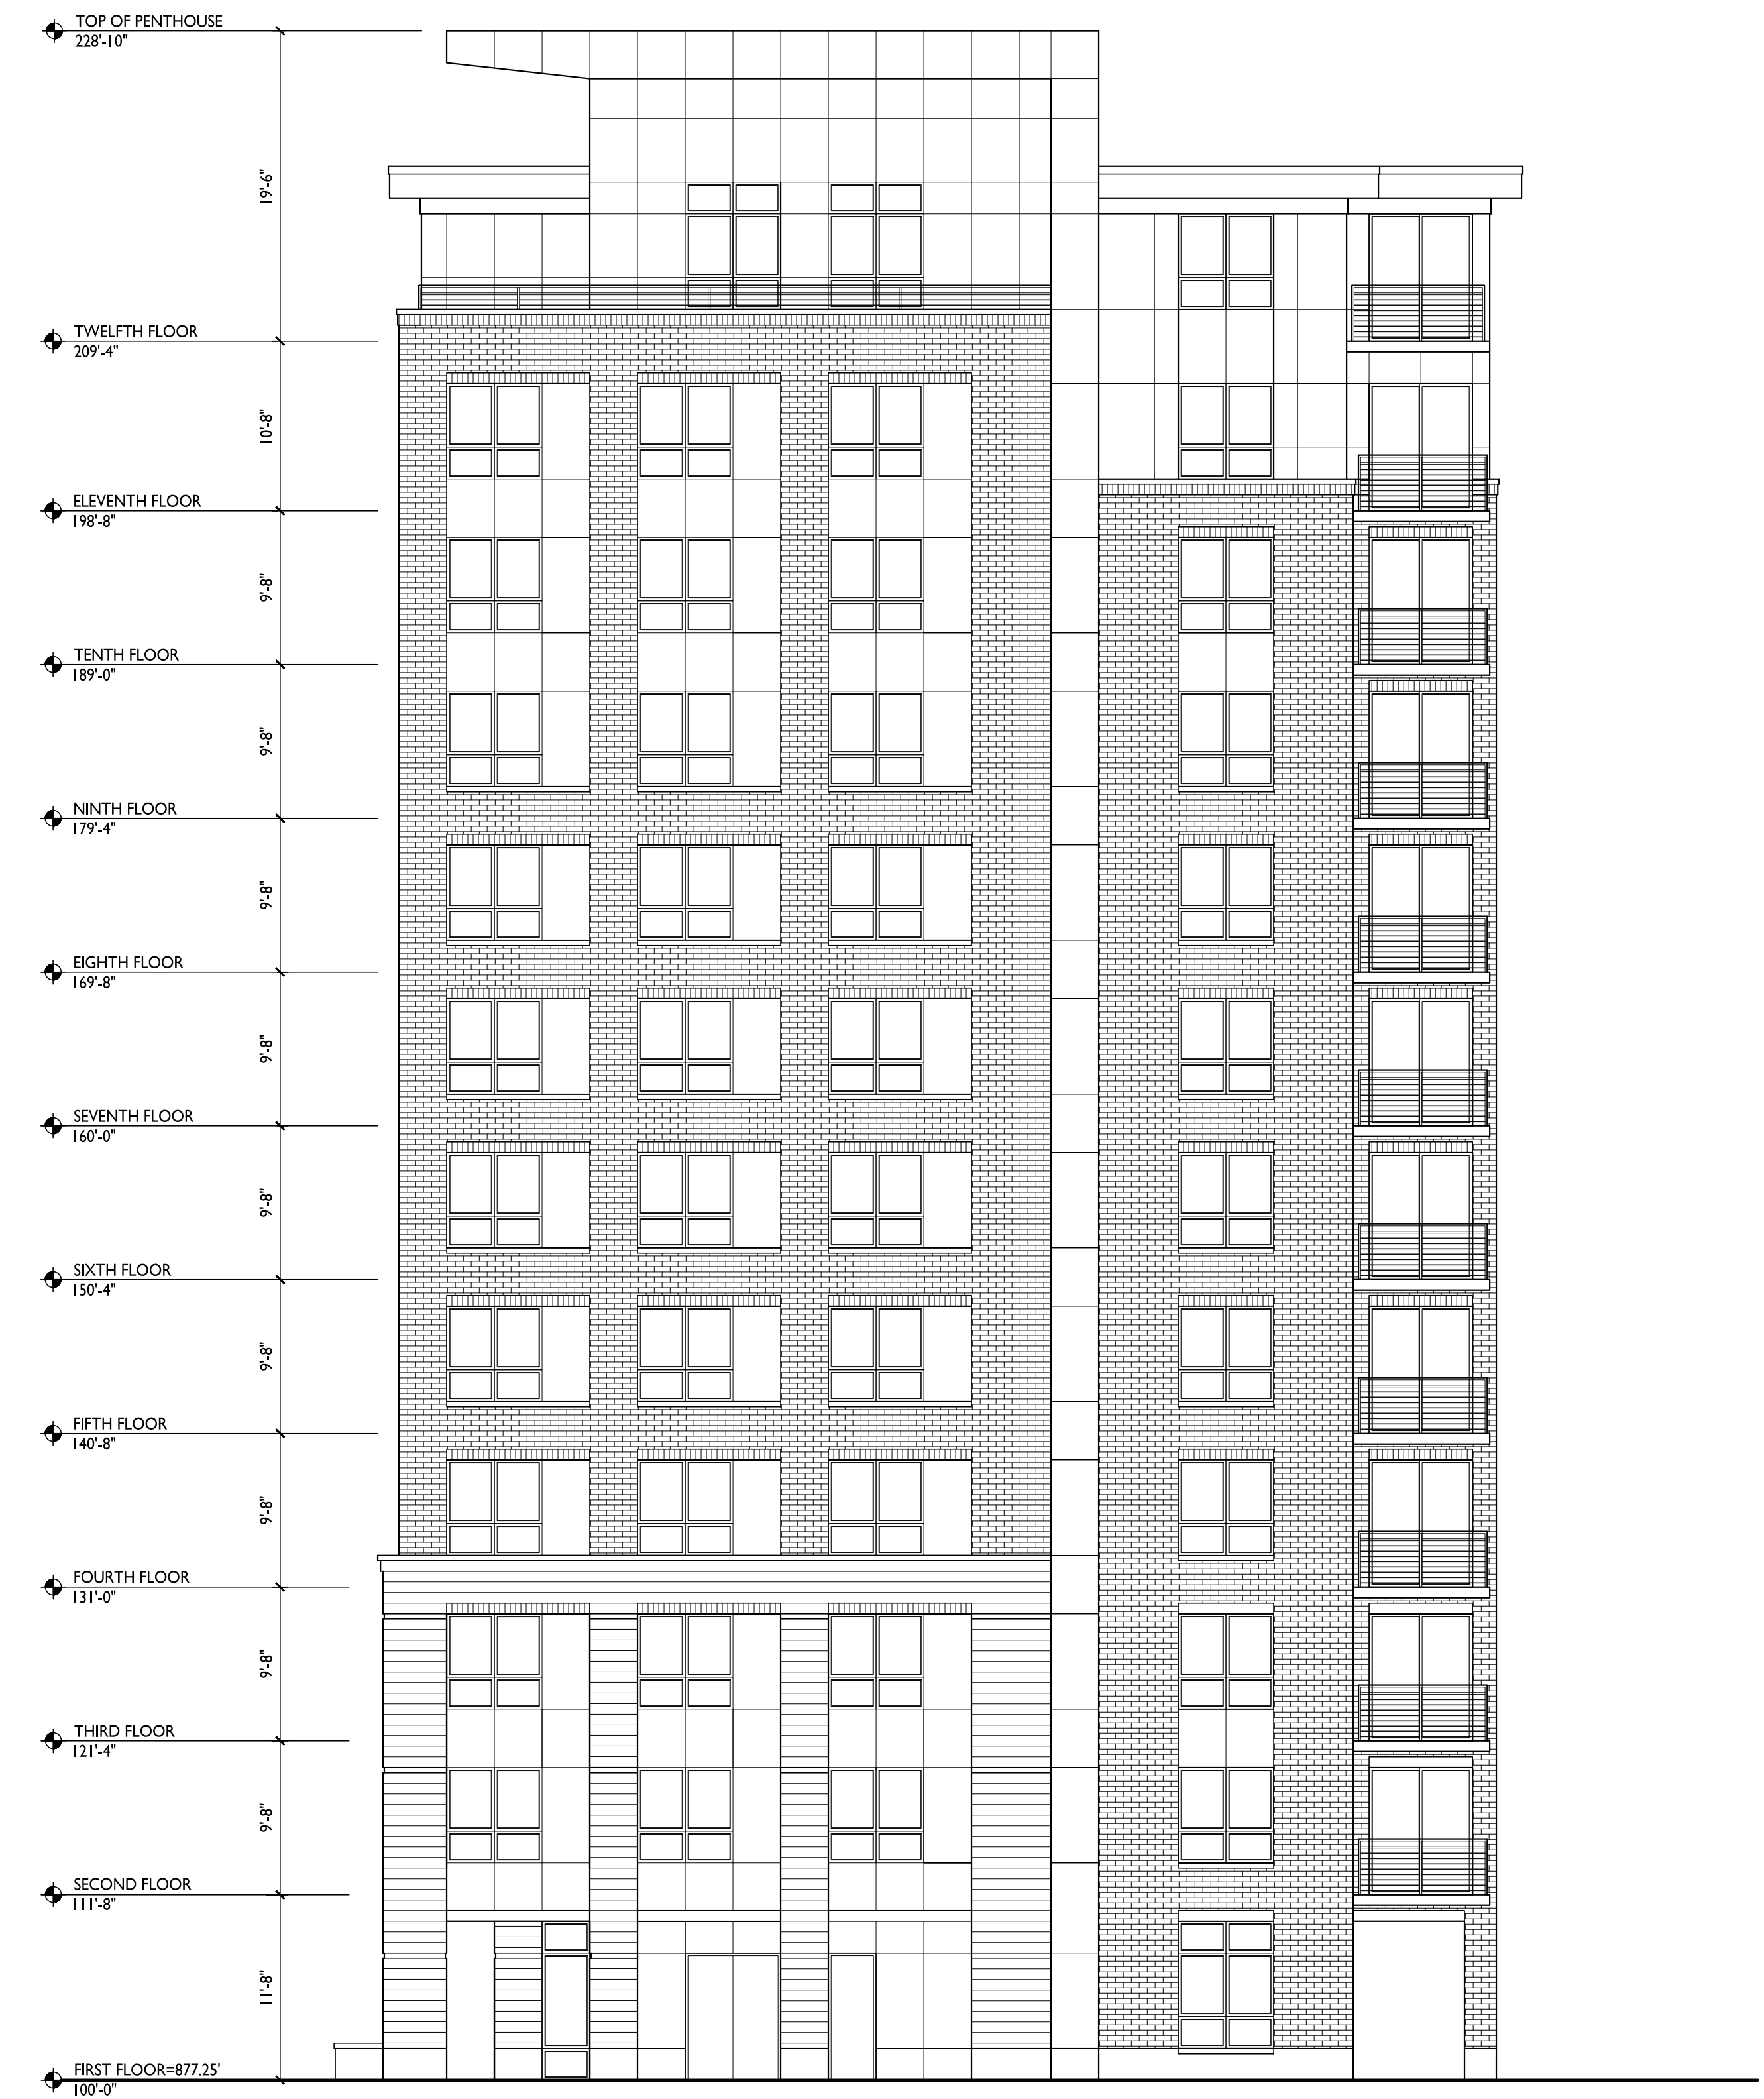 TOP OF PENTHOUSE
228'-10"
19'-6"
TWELFTH FLOOR
209'-4"
10'-8"
ELEVENTH FLOOR
198'-8"
9'-8"
TENTH FLOOR
189'-0"
9'-8"
NINTH FLOOR
179'-4"
9'-8"
EIGHTH FLOOR
169'-8"
9'-8"
SEVENTH FLOOR
160'-0"
9'-8"
SIXTH FLOOR
150'-4"
9'-8"
FIFTH FLOOR
140'-8"
9'-8"
FOURTH FLOOR
131'-0"
9'-8"
THIRD FLOOR
121'-4"
9'-8"
SECOND FLOOR
111'-8"
11'-8"
FIRST FLOOR=877.25'
100'-0"